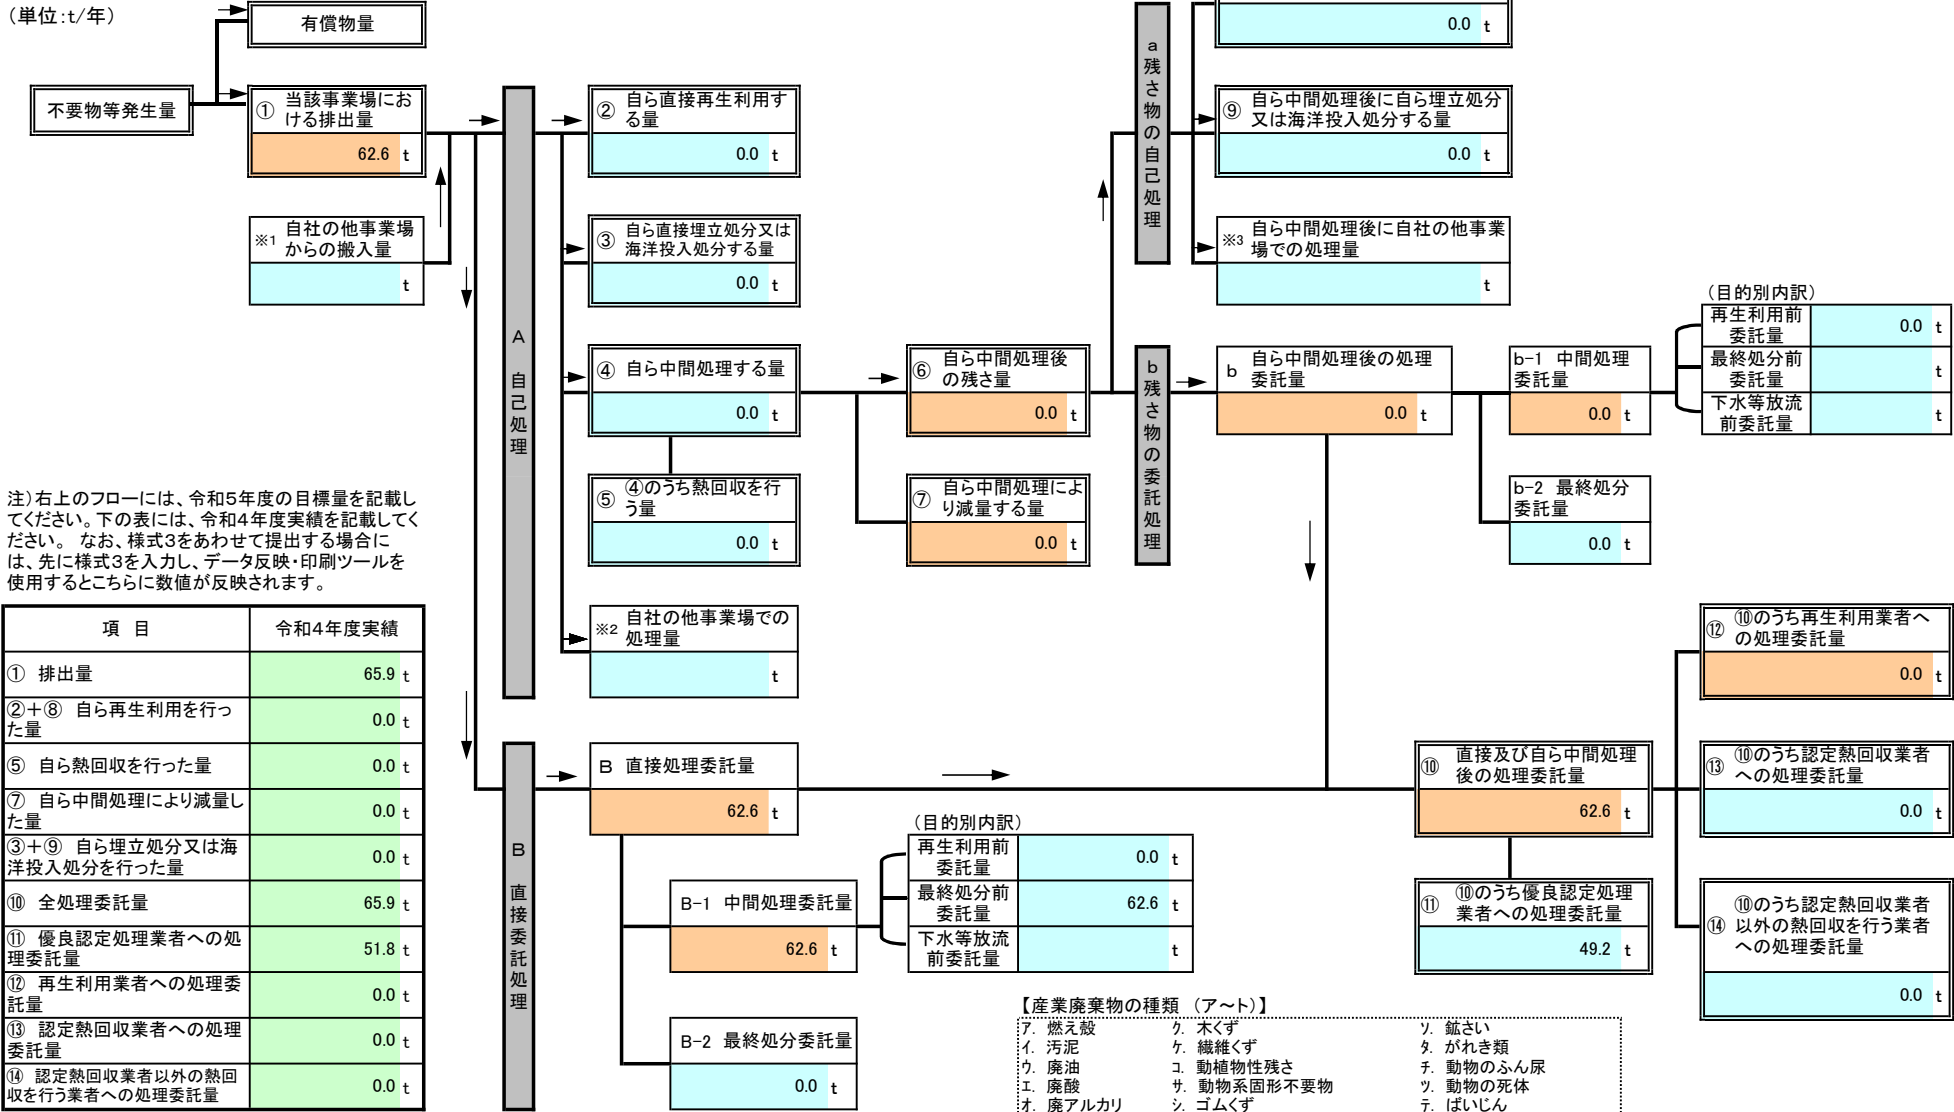 (単位:t/年)
有償物量
不要物等発生量
① 当該事業場にお
ける排出量
62.6 t
※1 自社の他事業場
からの搬入量
t
A 自己処理
② 自ら直接再生利用す
る量
0.0 t
③ 自ら直接埋立処分又は
海洋投入処分する量
0.0 t
④ 自ら中間処理する量
0.0 t
⑤ ④のうち熱回収を行
う量
0.0 t
※2 自社の他事業場での
処理量
t
⑥ 自ら中間処理後
の残さ量
0.0 t
⑦ 自ら中間処理によ
り減量する量
0.0 t
a 残さ物の自己処理
0.0 t
⑨ 自ら中間処理後に自ら埋立処分
又は海洋投入処分する量
0.0 t
※3 自ら中間処理後に自社の他事業
場での処理量
t
b 残さ物の委託処理
b 自ら中間処理後の処理
委託量
0.0 t
b-1 中間処理
委託量
0.0 t
(目的別内訳)
再生利用前
委託量
0.0 t
最終処分前
委託量
t
下水等放流
前委託量
t
b-2 最終処分
委託量
0.0 t
注)右上のフローには、令和5年度の目標量を記載し
てください。下の表には、令和4年度実績を記載してく
ださい。 なお、様式3をあわせて提出する場合に
は、先に様式3を入力し、データ反映・印刷ツールを
使用するとこちらに数値が反映されます。
項 目 令和4年度実績
① 排出量 65.9 t
②+⑧ 自ら再生利用を行っ
た量
0.0 t
⑤ 自ら熱回収を行った量 0.0 t
⑦ 自ら中間処理により減量し
た量
0.0 t
③+⑨ 自ら埋立処分又は海
洋投入処分を行った量
0.0 t
⑩ 全処理委託量 65.9 t
⑪ 優良認定処理業者への処
理委託量
51.8 t
⑫ 再生利用業者への処理委
託量
0.0 t
⑬ 認定熱回収業者への処理
委託量
0.0 t
⑭ 認定熱回収業者以外の熱回
収を行う業者への処理委託量
0.0 t
B 直接委託処理
B 直接処理委託量
62.6 t
B-1 中間処理委託量
62.6 t
(目的別内訳)
再生利用前
委託量
0.0 t
最終処分前
委託量
62.6 t
下水等放流
前委託量
t
B-2 最終処分委託量
0.0 t
⑩ 直接及び自ら中間処理
後の処理委託量
62.6 t
⑪ ⑩のうち優良認定処理
業者への処理委託量
49.2 t
⑫ ⑩のうち再生利用業者へ
の処理委託量
0.0 t
⑬ ⑩のうち認定熱回収業者
への処理委託量
0.0 t
⑭ ⑩のうち認定熱回収業者
以外の熱回収を行う業者
への処理委託量
0.0 t
【産業廃棄物の種類 (ア~ト)】
ア. 燃え殻 ク. 木くず ソ. 鉱さい
イ. 汚泥 ケ. 繊維くず タ. がれき類
ウ. 廃油 コ. 動植物性残さ チ. 動物のふん尿
エ. 廃酸 サ. 動物系固形不要物 ツ. 動物の死体
オ. 廃アルカリ シ. ゴムくず テ. ばいじん